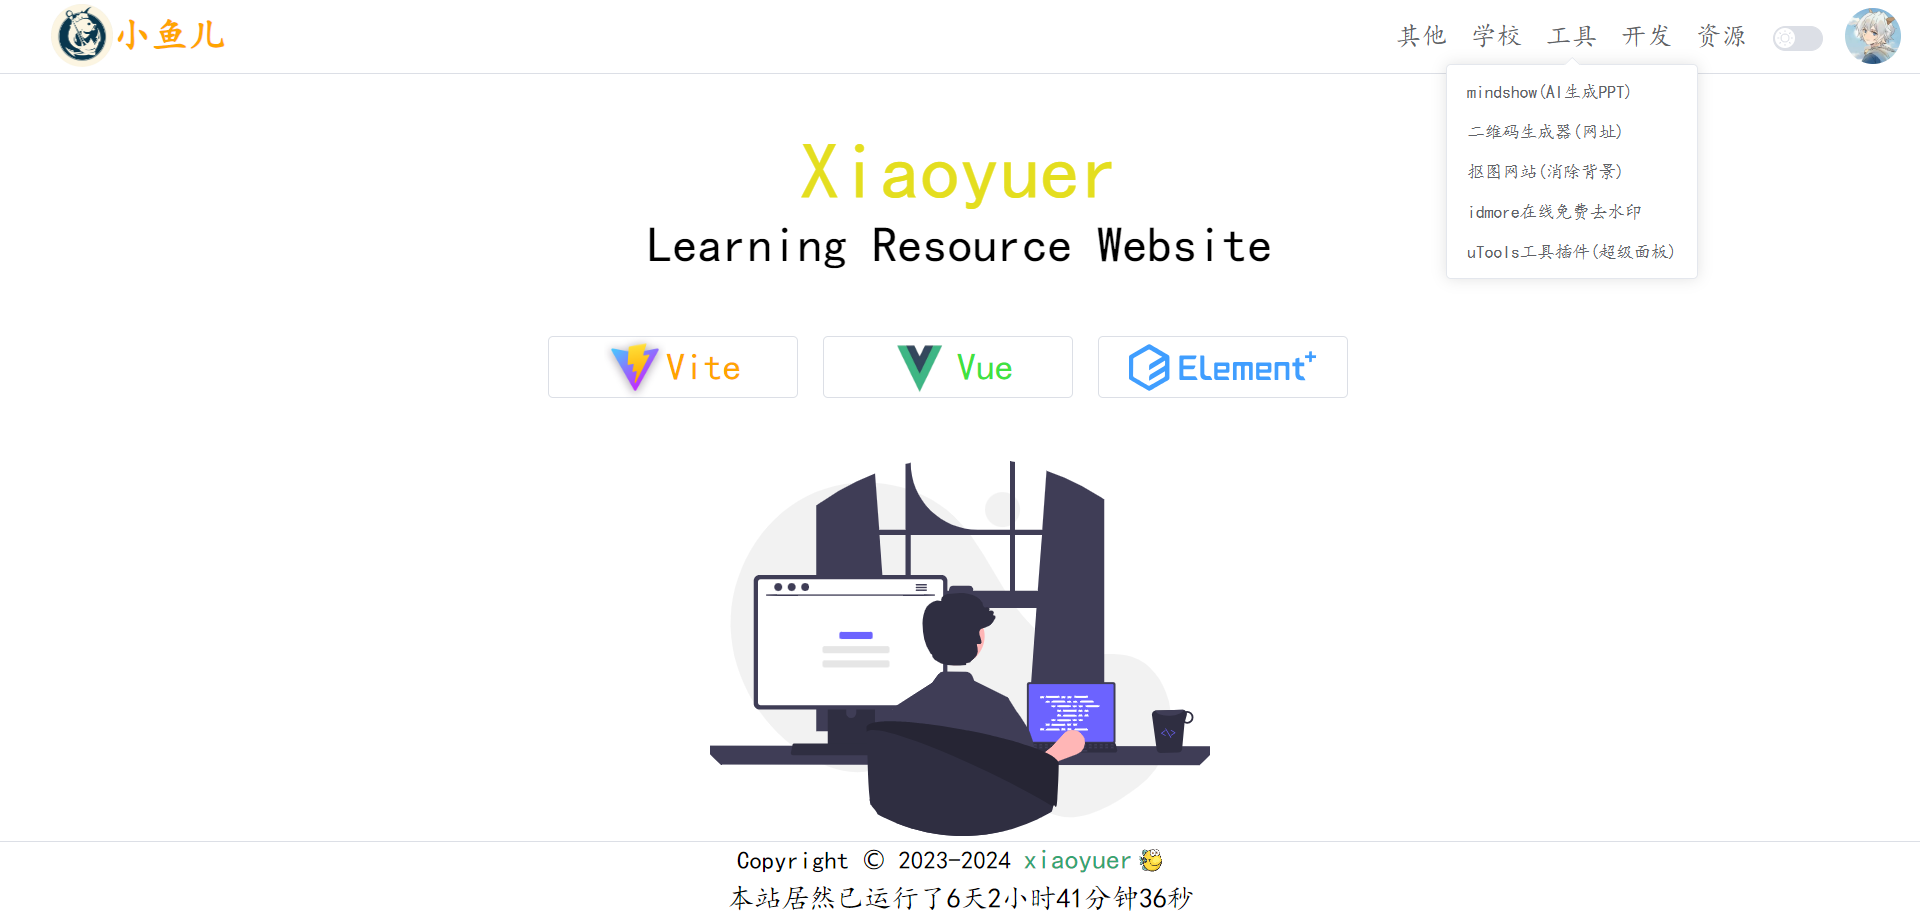 小鱼儿
其他 学校 工具 开发 资源
mindshow(AI生成PPT)
二维码生成器(网址)
抠图网站(消除背景)
idmore在线免费去水印
uTools工具插件(超级面板)
Xiaoyuer
Learning Resource Website
Vite Vue Element+
</>
Copyright © 2023-2024 xiaoyuer
本站居然已运行了6天2小时41分钟36秒